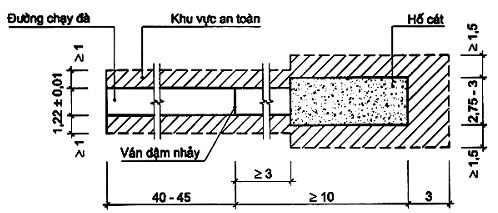 Đường chạy đà
Khu vực an toàn
Hố cát
≥ 1
1,22 ± 0,01
≥ 1
≥ 1,5
2,75 - 3
≥ 1,5
Ván dậm nhảy
≥ 3
40 - 45
≥ 10
3